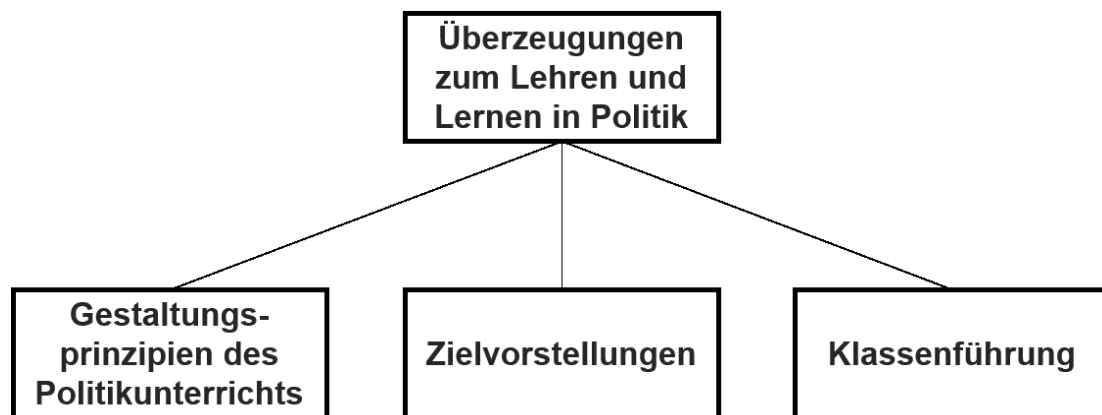 Überzeugungen
zum Lehren und
Lernen in Politik
Gestaltungs-
prinzipien des
Politikunterrichts
Zielvorstellungen
Klassenführung